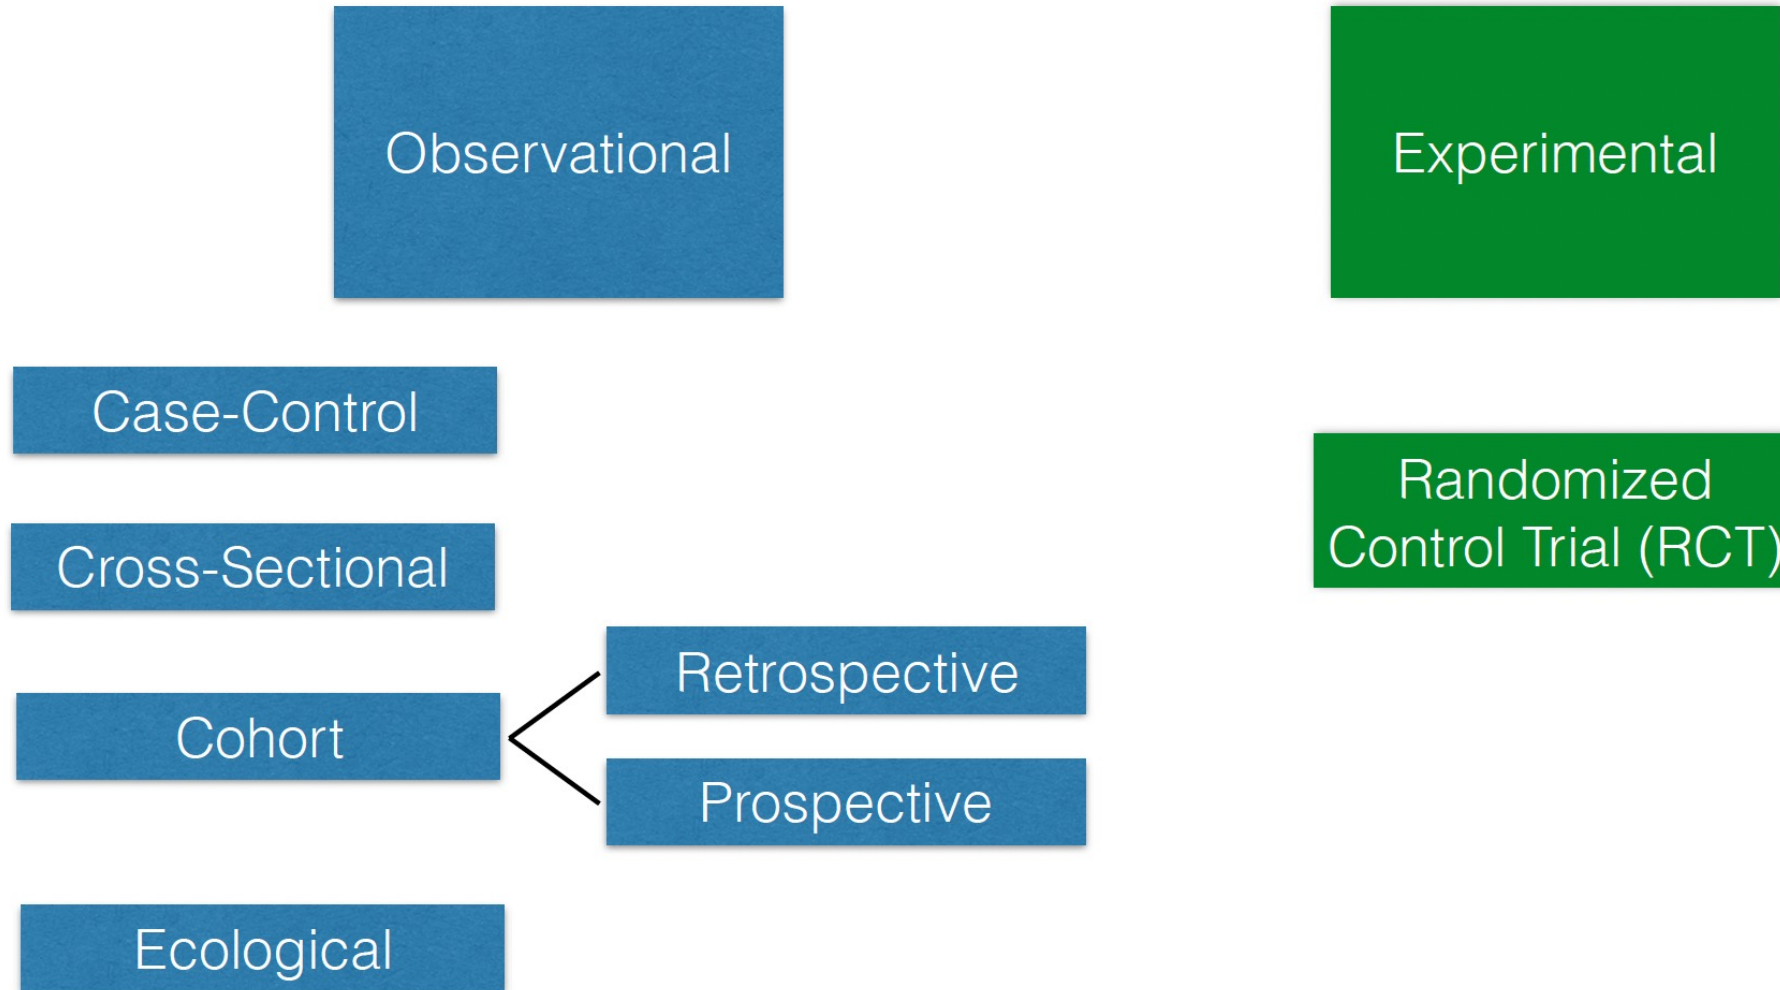 Observational
Experimental
Case-Control
Cross-Sectional
Randomized
Control Trial (RCT)
Retrospective
Cohort
Prospective
Ecological